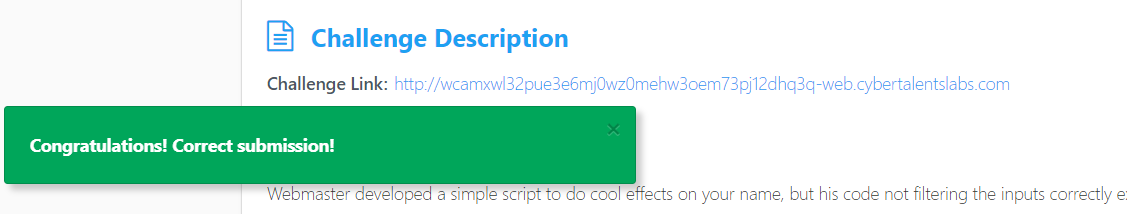 Challenge Description
Challenge Link: http://wcamxwl32pue3e6mj0wz0mehw3oem73pj12dhq3q-web.cybertalentslabs.com
×
Congratulations! Correct submission!
Webmaster developed a simple script to do cool effects on your name, but his code not filtering the inputs correctly